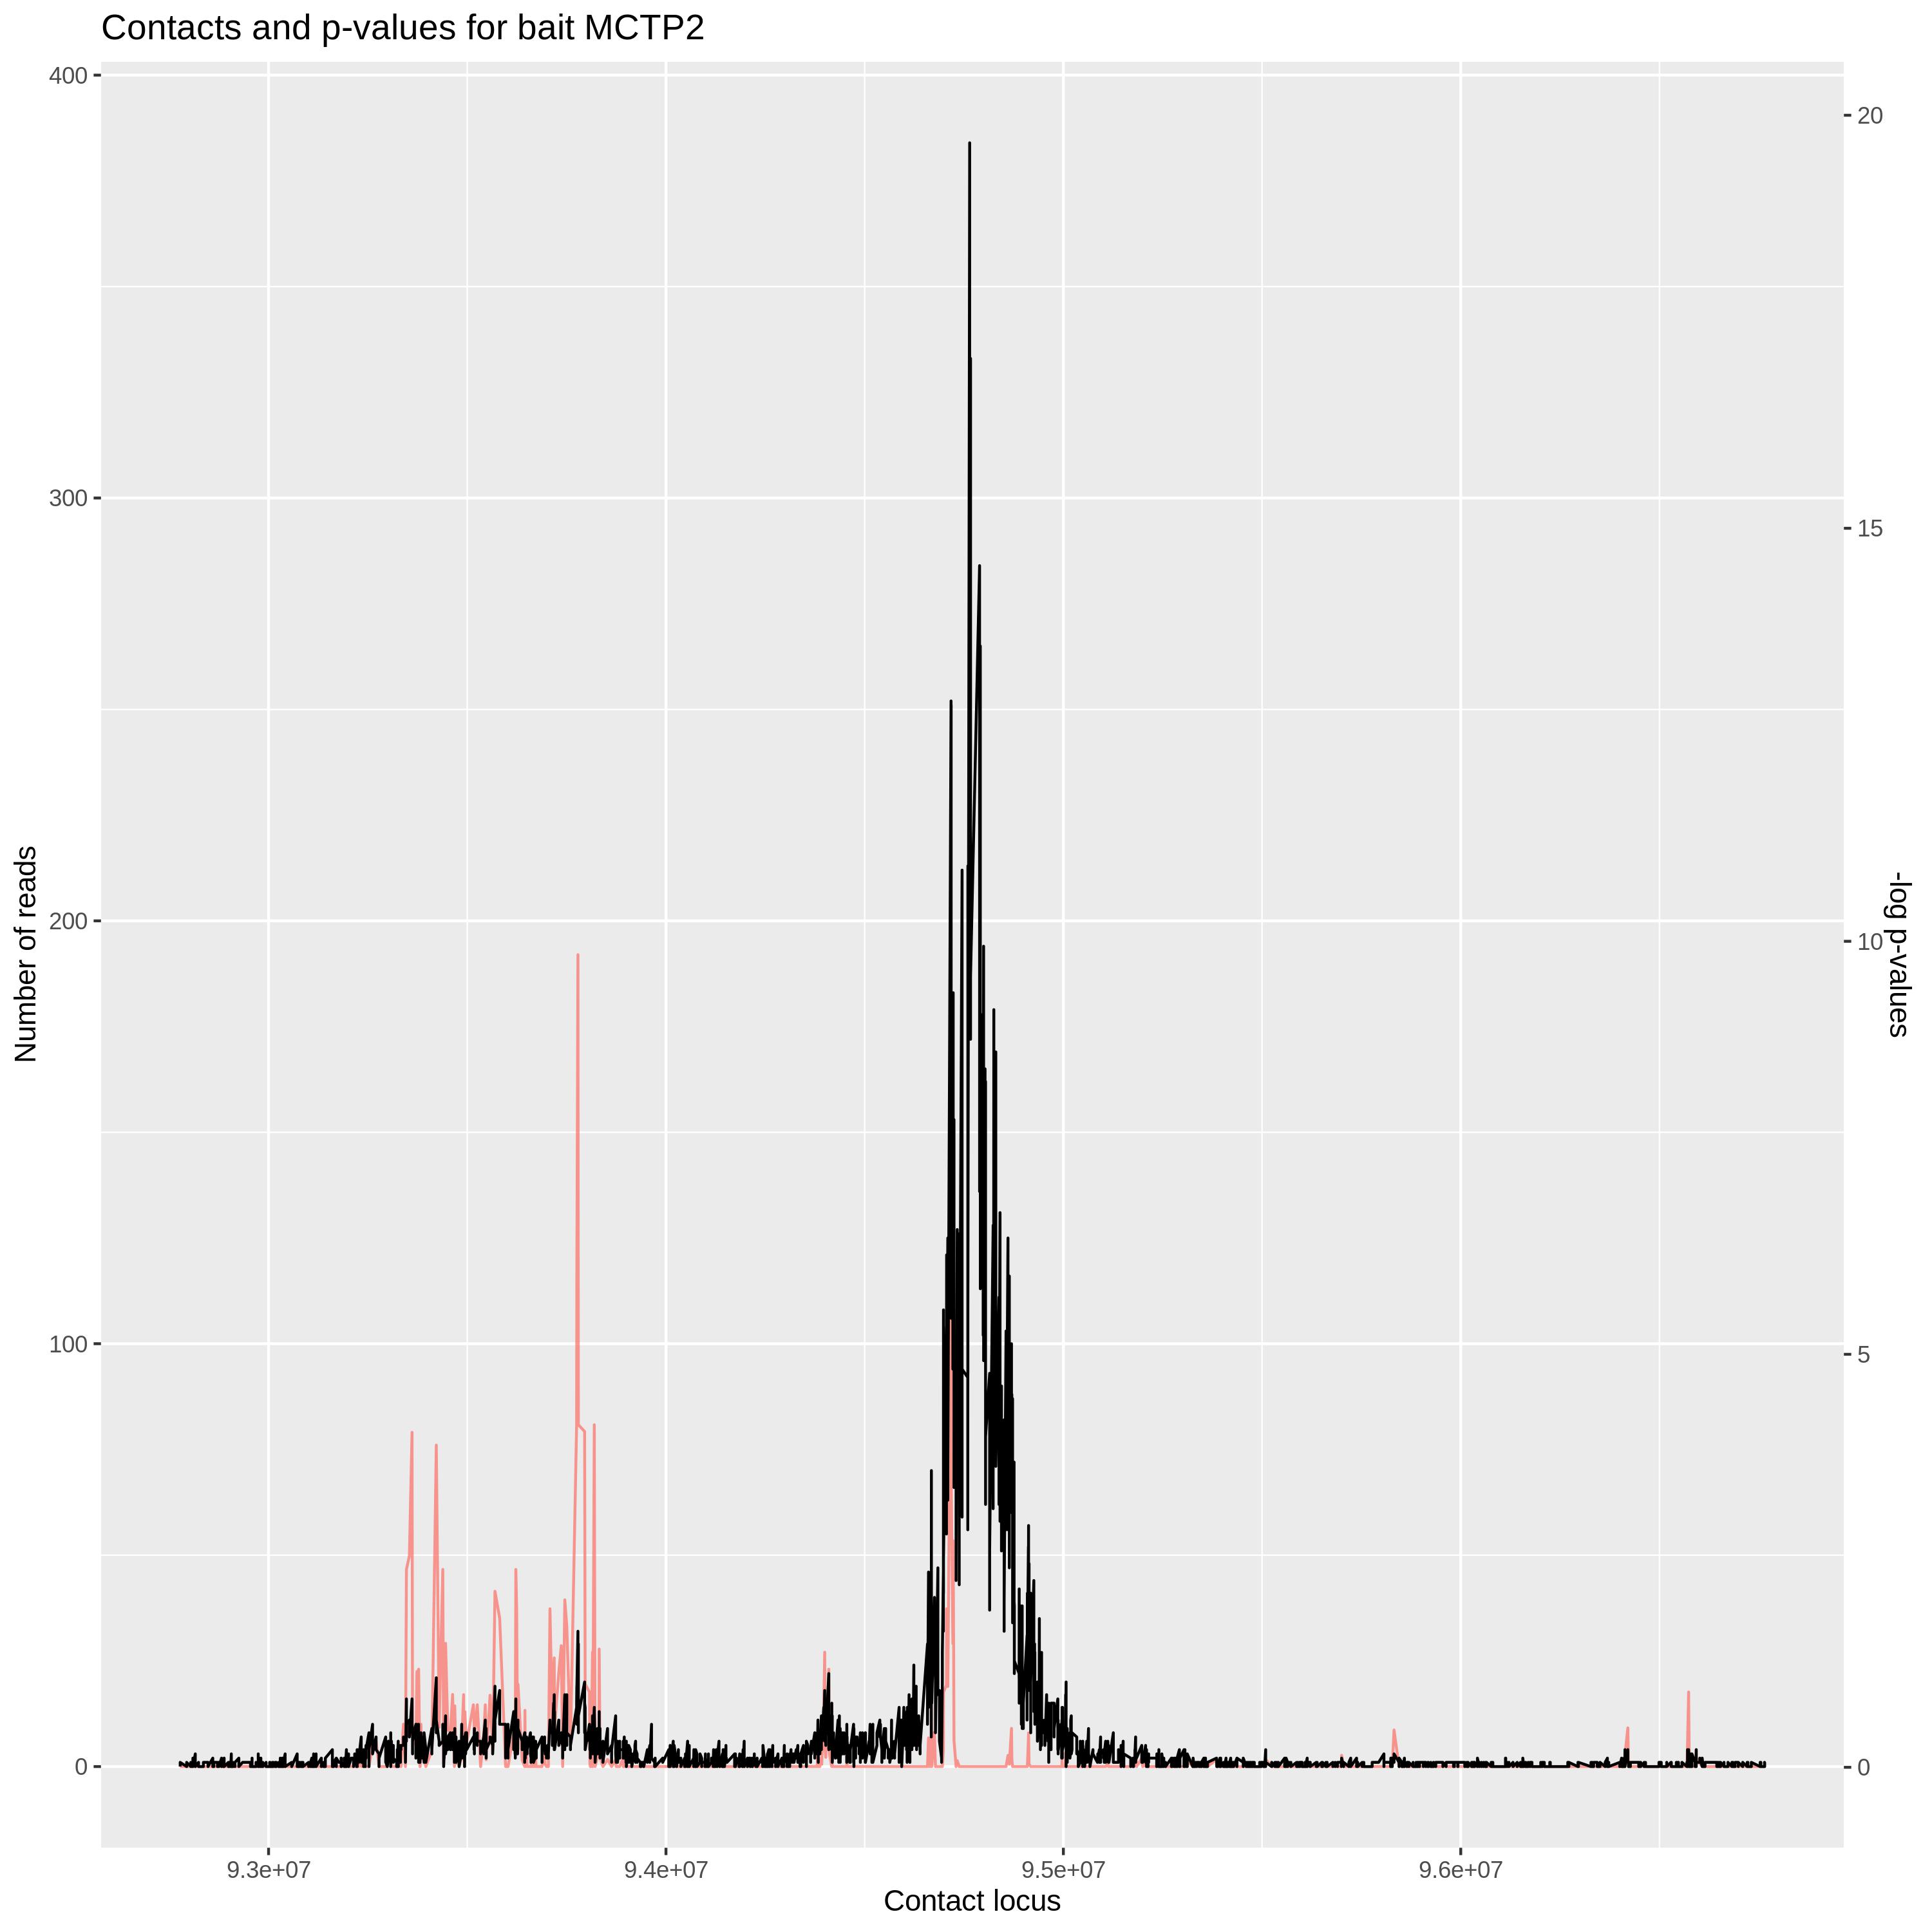 Contacts and p-values for bait MCTP2
400
300
200
100
0
Number of reads
20
15
10
5
0
-log p-values
9.3e+07 9.4e+07 9.5e+07 9.6e+07
Contact locus